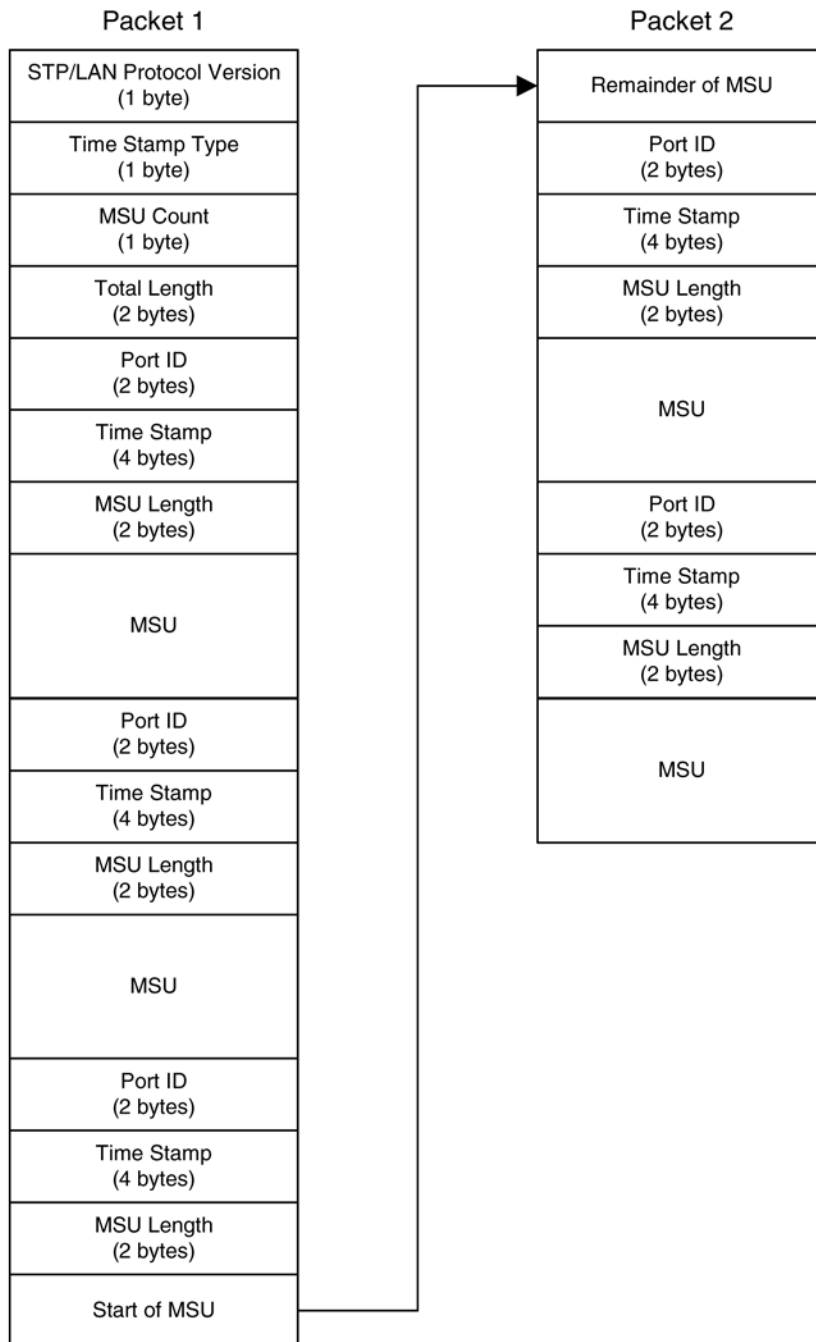 Packet 1
STP/LAN Protocol Version
(1 byte)
Time Stamp Type
(1 byte)
MSU Count
(1 byte)
Total Length
(2 bytes)
Port ID
(2 bytes)
Time Stamp
(4 bytes)
MSU Length
(2 bytes)
MSU
Port ID
(2 bytes)
Time Stamp
(4 bytes)
MSU Length
(2 bytes)
MSU
Port ID
(2 bytes)
Time Stamp
(4 bytes)
MSU Length
(2 bytes)
Start of MSU
Packet 2
Remainder of MSU
Port ID
(2 bytes)
Time Stamp
(4 bytes)
MSU Length
(2 bytes)
MSU
Port ID
(2 bytes)
Time Stamp
(4 bytes)
MSU Length
(2 bytes)
MSU